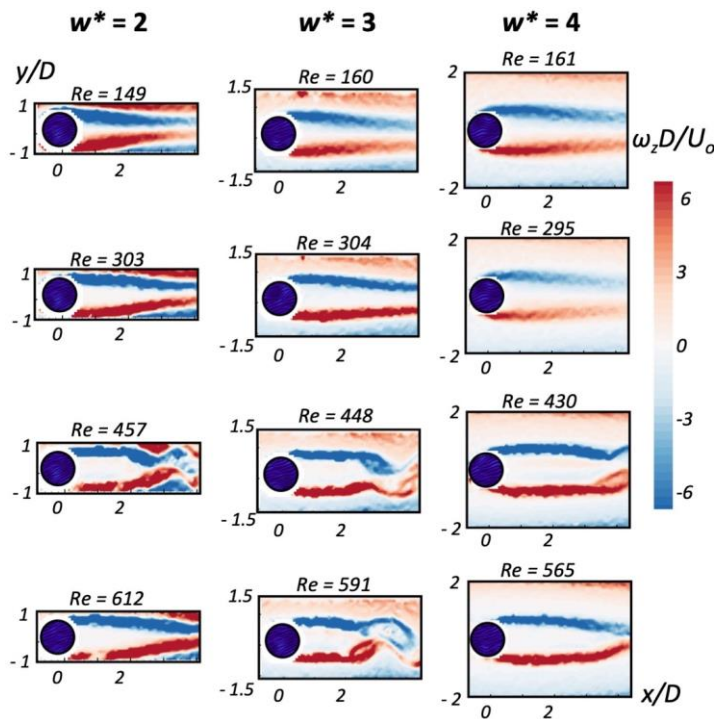 w* = 2 w* = 3 w* = 4
y/D
Re = 149 Re = 160 Re = 161
1 1.5 2
ω_zD/U_o
-1 -1.5 -2
0 2 0 2 0 2
6
3
0
-3
-6
Re = 303 Re = 304 Re = 295
1 1.5 2
-1 -1.5 -2
0 2 0 2 0 2
Re = 457 Re = 448 Re = 430
1 1.5 2
-1 -1.5 -2
0 2 0 2 0 2
Re = 612 Re = 591 Re = 565
1 1.5 2
-1 -1.5 -2
0 2 0 2 0 2
x/D